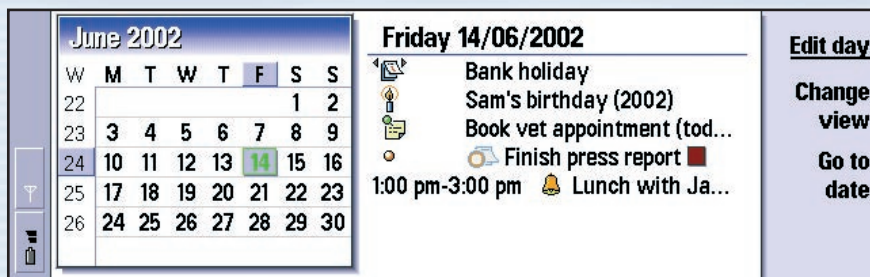 June 2002
W M T W T F S S
22 1 2
23 3 4 5 6 7 8 9
24 10 11 12 13 14 15 16
25 17 18 19 20 21 22 23
26 24 25 26 27 28 29 30
Friday 14/06/2002
Bank holiday
Sam's birthday (2002)
Book vet appointment (tod...
Finish press report
1:00 pm-3:00 pm Lunch with Ja...
Edit day
Change
view
Go to
date